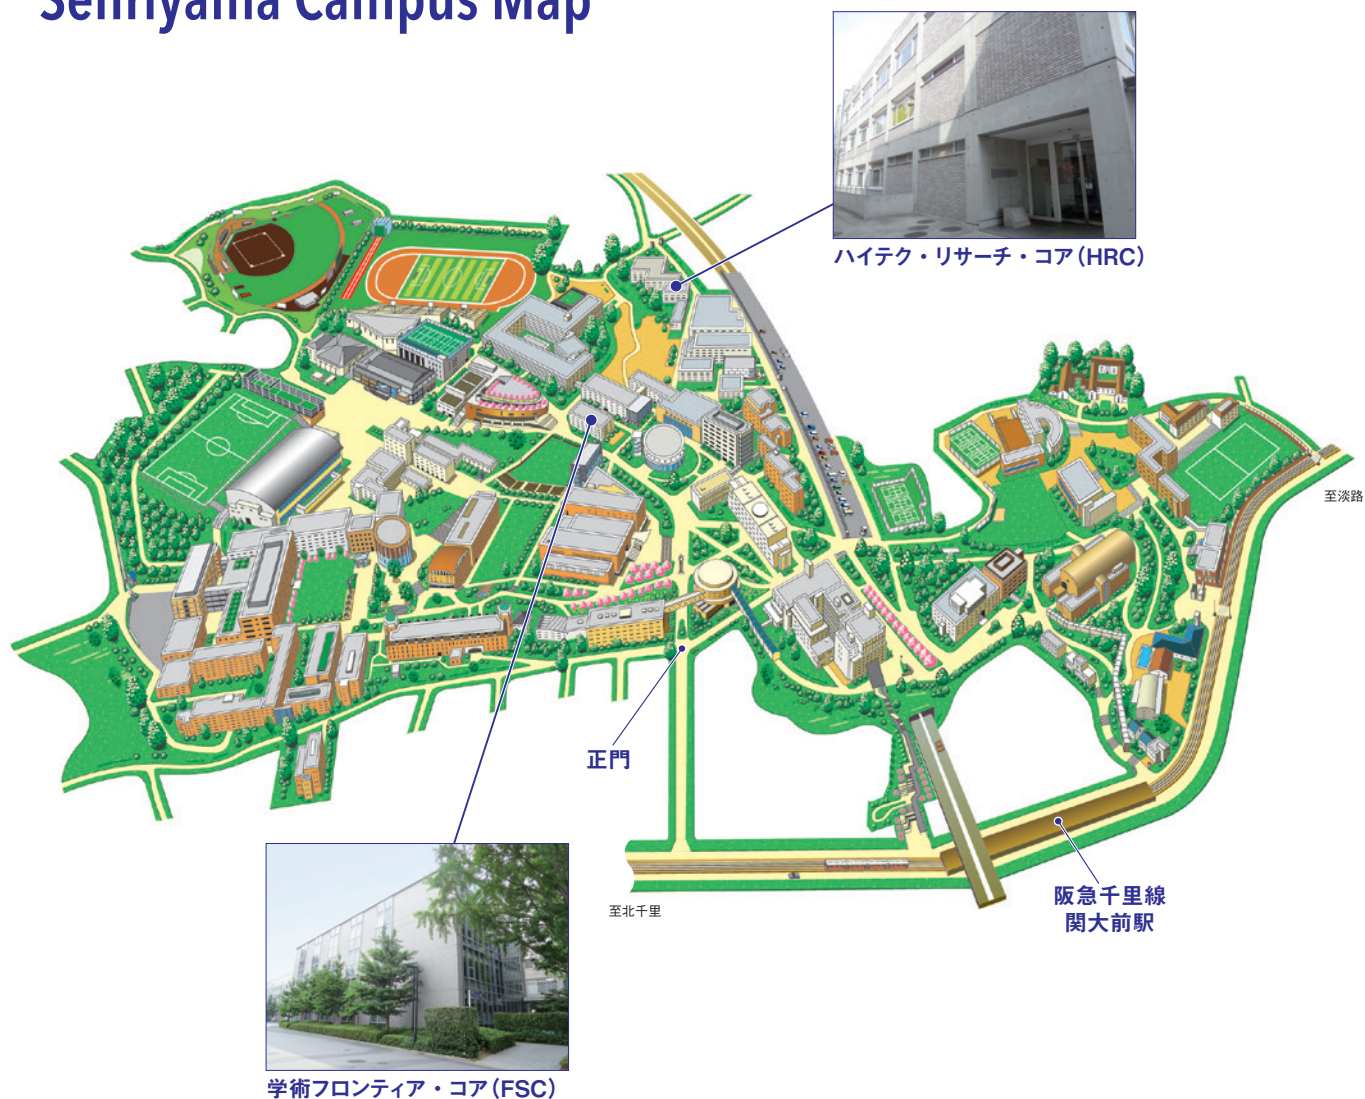 Senriyama Campus Map
ハイテク・リサーチ・コア(HRC)
至淡路
正門
阪急千里線
関大前駅
至北千里
学術フロンティア・コア(FSC)